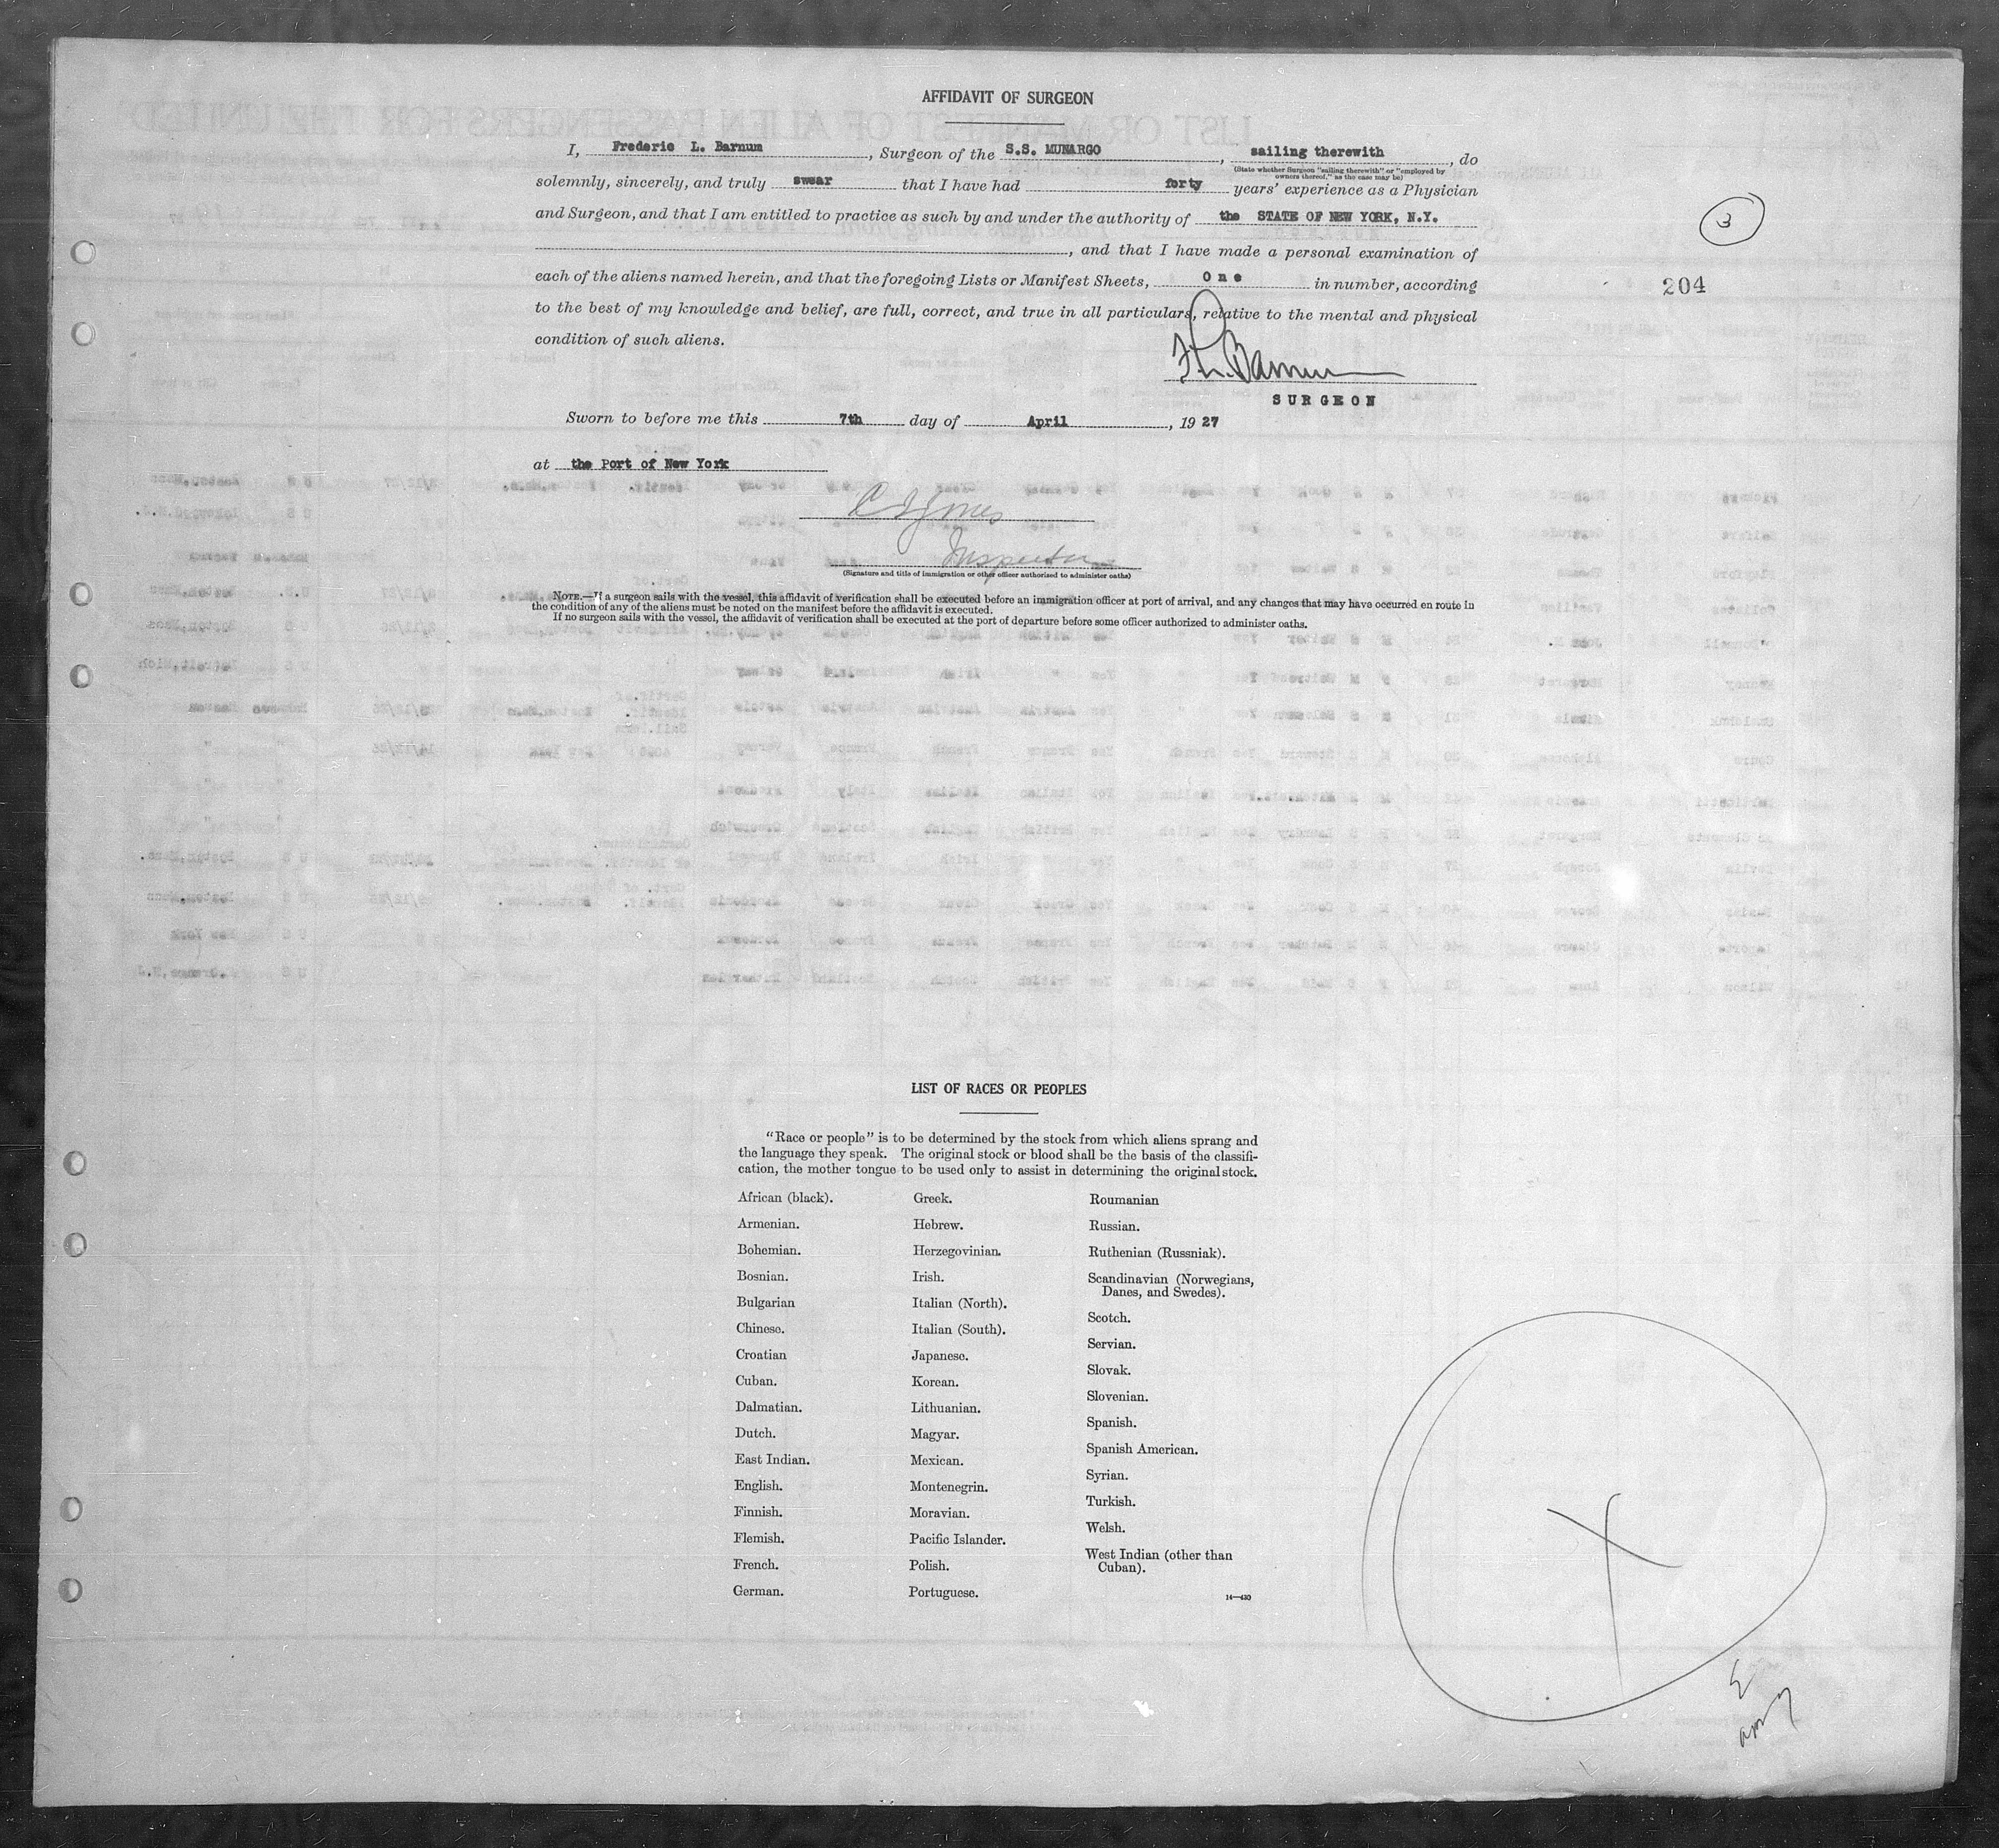 AFFIDAVIT OF SURGEON
I, Frederic L. Barnum, Surgeon of the S.S. MUNARGO, sailing therewith, do
(State whether Surgeon "sailing therewith" or "employed by
owners thereof," as the case may be)
solemnly, sincerely, and truly swear that I have had forty years' experience as a Physician
and Surgeon, and that I am entitled to practice as such by and under the authority of the STATE OF NEW YORK, N.Y.
, and that I have made a personal examination of
each of the aliens named herein, and that the foregoing Lists or Manifest Sheets, One in number, according
to the best of my knowledge and belief, are full, correct, and true in all particulars, relative to the mental and physical
condition of such aliens.
3
204
F.L. Barnum
SURGEON
Sworn to before me this 7th day of April, 1927
at the Port of New York
Jones
Inspector
(Signature and title of immigration or other officer authorized to administer oaths)
NOTE.—If a surgeon sails with the vessel, this affidavit of verification shall be executed before an immigration officer at port of arrival, and any changes that may have occurred en route in
the condition of any of the aliens must be noted on the manifest before the affidavit is executed.
If no surgeon sails with the vessel, the affidavit of verification shall be executed at the port of departure before some officer authorized to administer oaths.
LIST OF RACES OR PEOPLES
"Race or people" is to be determined by the stock from which aliens sprang and
the language they speak. The original stock or blood shall be the basis of the classifi-
cation, the mother tongue to be used only to assist in determining the original stock.
African (black).
Armenian.
Bohemian.
Bosnian.
Bulgarian
Chinese.
Croatian
Cuban.
Dalmatian.
Dutch.
East Indian.
English.
Finnish.
Flemish.
French.
German.
Greek.
Hebrew.
Herzegovinian.
Irish.
Italian (North).
Italian (South).
Japanese.
Korean.
Lithuanian.
Magyar.
Mexican.
Montenegrin.
Moravian.
Pacific Islander.
Polish.
Portuguese.
Roumanian
Russian.
Ruthenian (Russniak).
Scandinavian (Norwegians,
Danes, and Swedes).
Scotch.
Servian.
Slovak.
Slovenian.
Spanish.
Spanish American.
Syrian.
Turkish.
Welsh.
West Indian (other than
Cuban).
14—430
X